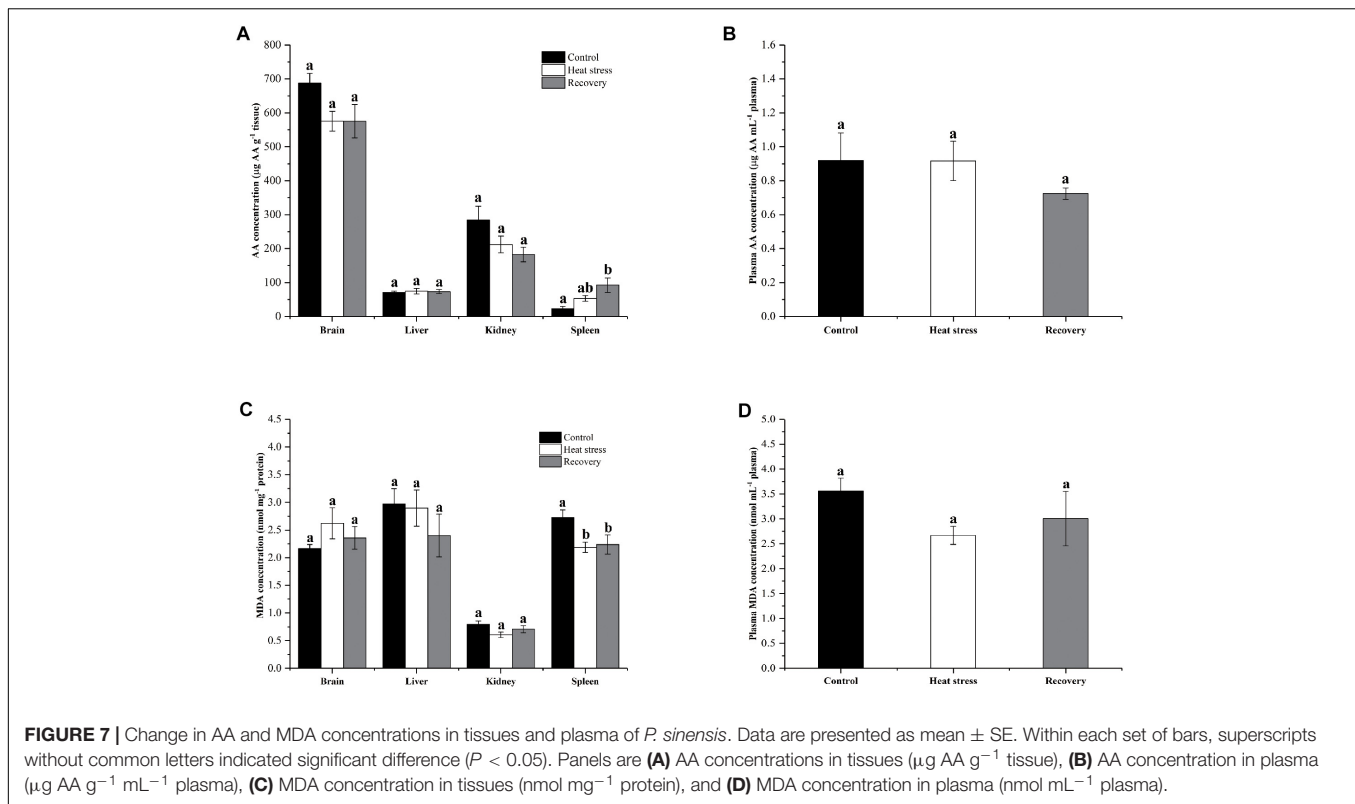 A
AA concentration (µg AA g⁻¹ tissue)
800
700
600
500
400
300
200
100
0
Control
Heat stress
Recovery
a
a
a
a
a
a
a
a
a
a
ab
b
Brain
Liver
Kidney
Spleen
B
Plasma AA concentration (µg AA mL⁻¹ plasma)
1.6
1.4
1.2
1.0
0.8
0.6
0.4
0.2
0.0
a
a
a
Control
Heat stress
Recovery
C
MDA concentration (nmol mg⁻¹ protein)
4.5
4.0
3.5
3.0
2.5
2.0
1.5
1.0
0.5
0.0
Control
Heat stress
Recovery
a
a
a
a
a
a
a
a
a
a
b
b
Brain
Liver
Kidney
Spleen
D
Plasma MDA concentration (nmol mL⁻¹ plasma)
5.0
4.5
4.0
3.5
3.0
2.5
2.0
1.5
1.0
0.5
0.0
a
a
a
Control
Heat stress
Recovery
FIGURE 7 | Change in AA and MDA concentrations in tissues and plasma of P. sinensis. Data are presented as mean ± SE. Within each set of bars, superscripts
without common letters indicated significant difference (P < 0.05). Panels are (A) AA concentrations in tissues (µg AA g⁻¹ tissue), (B) AA concentration in plasma
(µg AA g⁻¹ mL⁻¹ plasma), (C) MDA concentration in tissues (nmol mg⁻¹ protein), and (D) MDA concentration in plasma (nmol mL⁻¹ plasma).